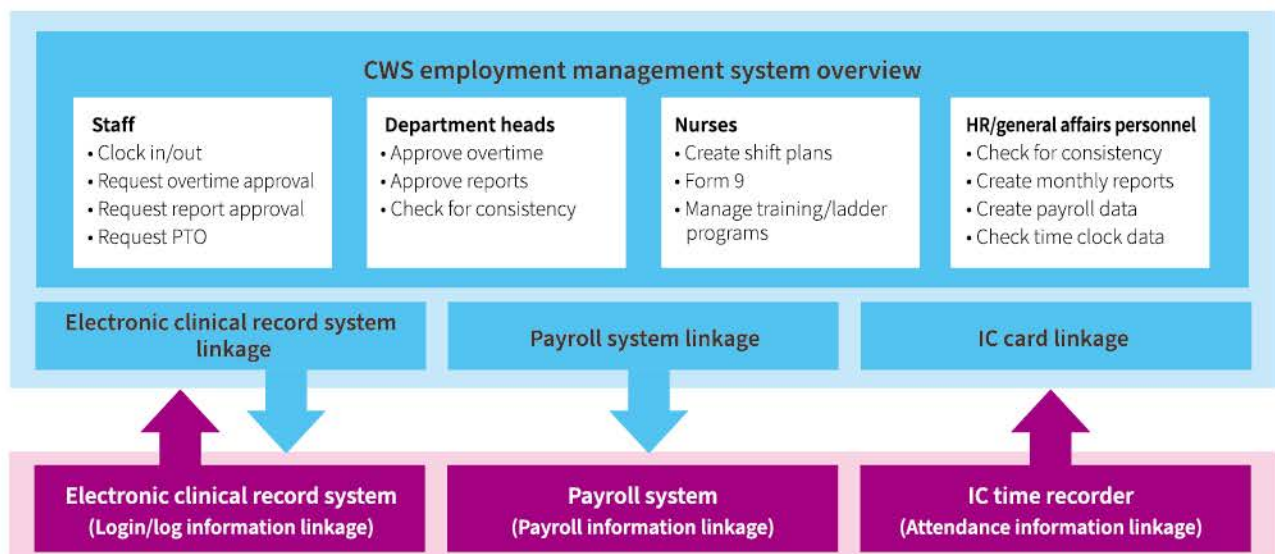 CWS employment management system overview
Staff
• Clock in/out
• Request overtime approval
• Request report approval
• Request PTO
Department heads
• Approve overtime
• Approve reports
• Check for consistency
Nurses
• Create shift plans
• Form 9
• Manage training/ladder
programs
HR/general affairs personnel
• Check for consistency
• Create monthly reports
• Create payroll data
• Check time clock data
Electronic clinical record system
linkage
Payroll system linkage
IC card linkage
Electronic clinical record system
(Login/log information linkage)
Payroll system
(Payroll information linkage)
IC time recorder
(Attendance information linkage)